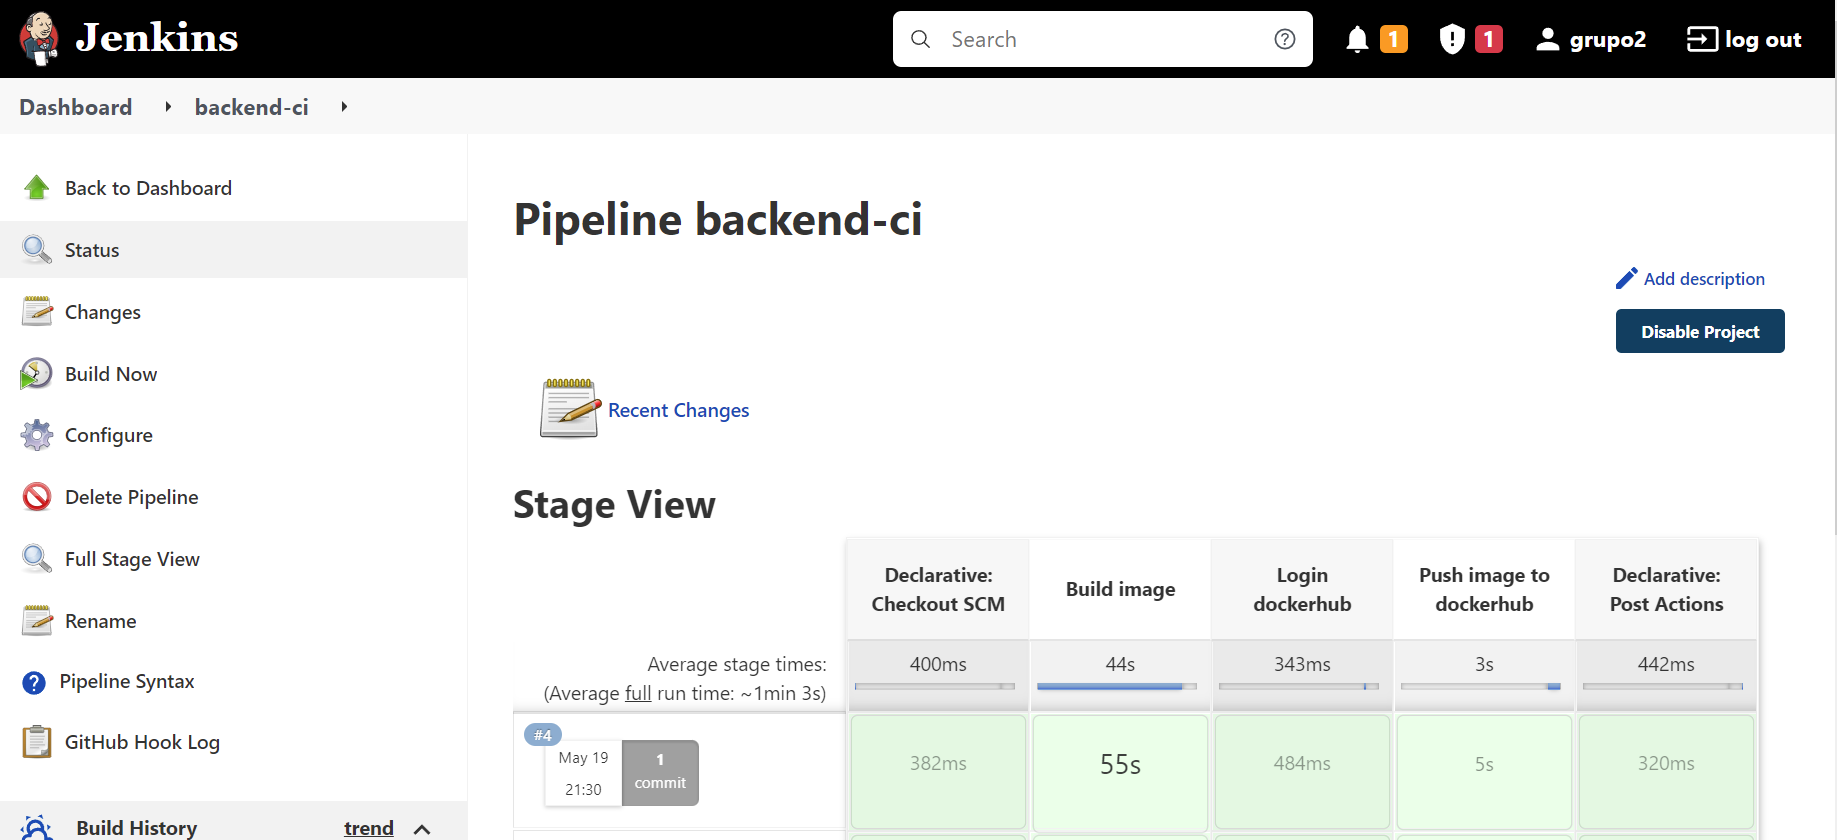 Jenkins
Search
1
1
grupo2
log out
Dashboard
backend-ci
Back to Dashboard
Status
Changes
Build Now
Configure
Delete Pipeline
Full Stage View
Rename
Pipeline Syntax
GitHub Hook Log
Build History
trend
Pipeline backend-ci
Add description
Disable Project
Recent Changes
Stage View
Declarative: Checkout SCM
Build image
Login dockerhub
Push image to dockerhub
Declarative: Post Actions
Average stage times:
(Average full run time: ~1min 3s)
400ms
44s
343ms
3s
442ms
#4
May 19
21:30
1
commit
382ms
55s
484ms
5s
320ms